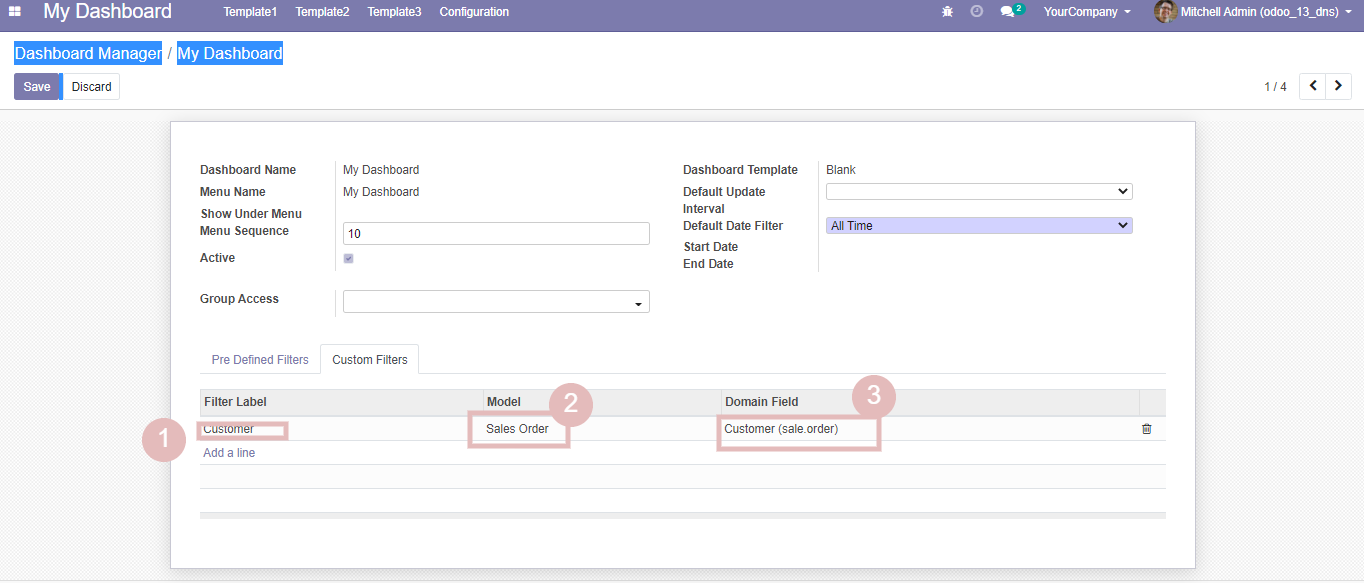 My Dashboard Template1 Template2 Template3 Configuration 2 YourCompany Mitchell Admin (odoo_13_dns)
Dashboard Manager / My Dashboard
Save Discard 1 / 4
Dashboard Name My Dashboard Dashboard Template Blank
Menu Name My Dashboard Default Update Interval
Show Under Menu
Menu Sequence 10 Default Date Filter All Time
Start Date
Active End Date
Group Access
Pre Defined Filters Custom Filters
Filter Label Model 2 Domain Field 3
1 Customer Sales Order Customer (sale.order)
Add a line